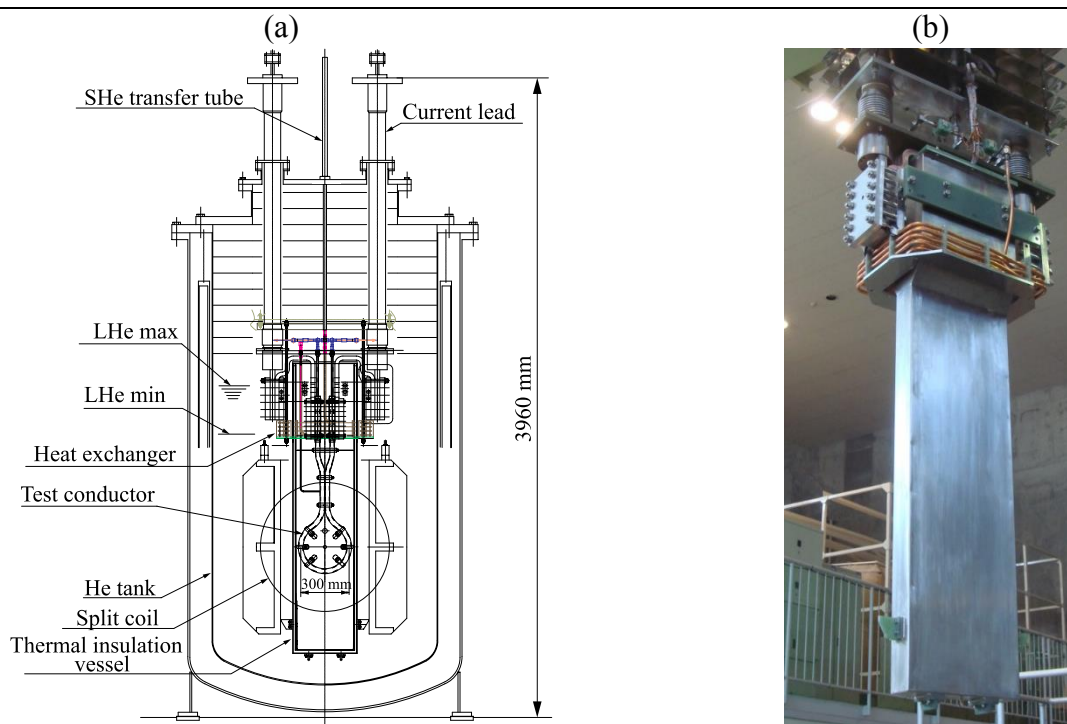 (a)
(b)
SHe transfer tube
Current lead
LHe max
LHe min
3960 mm
Heat exchanger
Test conductor
300 mm
He tank
Split coil
Thermal insulation
vessel